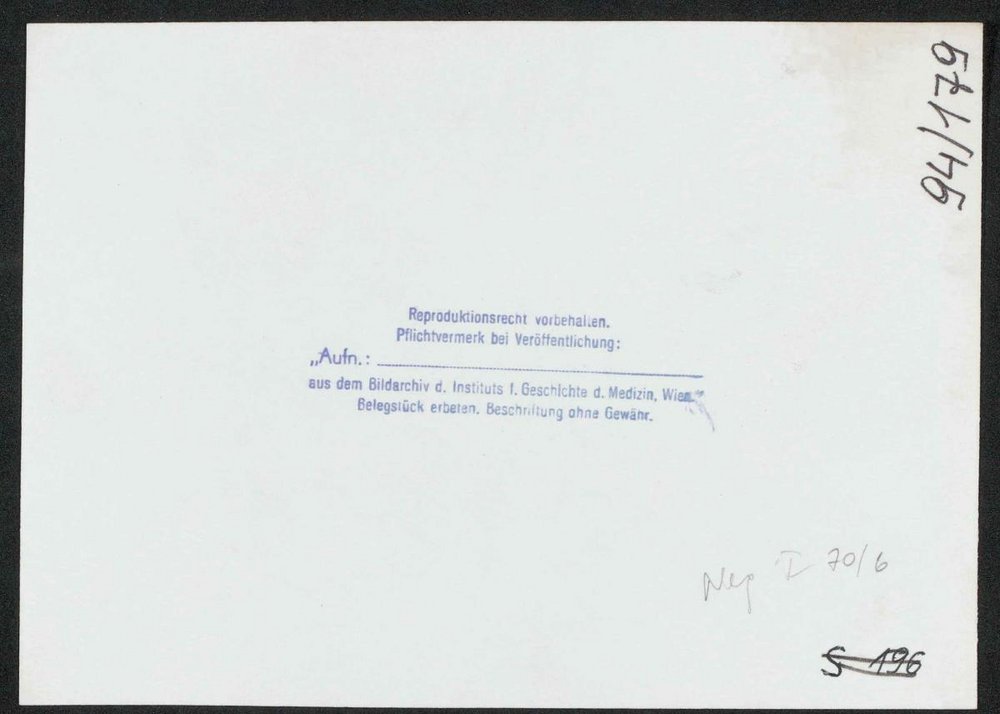 94/179
Reproduktionsrecht vorbehalten.
Pflichtvermerk bei Veröffentlichung:
„Aufn.:
aus dem Bildarchiv d. Instituts f. Geschichte d. Medizin, Wien.“
Belegstück erbeten. Beschriftung ohne Gewähr.
Neg I 70/6
S 196